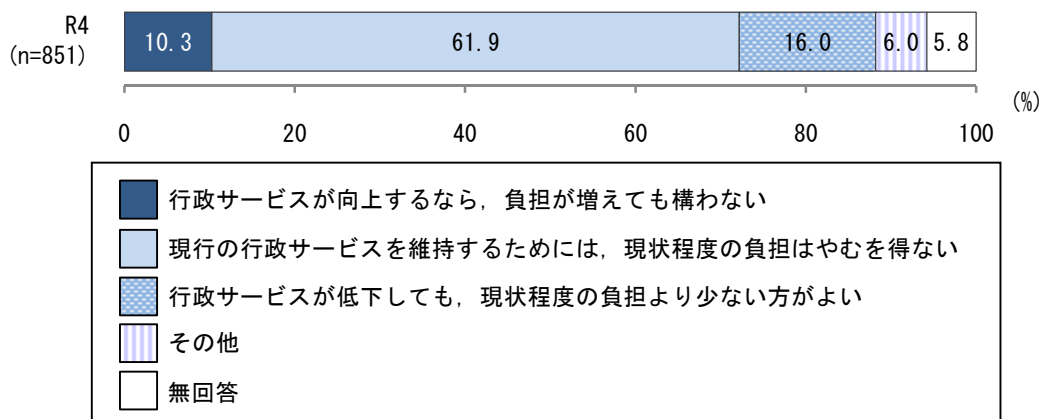 R4
(n=851)
10.3 61.9 16.0 6.0 5.8
(%)
0 20 40 60 80 100
行政サービスが向上するなら，負担が増えても構わない
現行の行政サービスを維持するためには，現状程度の負担はやむを得ない
行政サービスが低下しても，現状程度の負担より少ない方がよい
その他
無回答